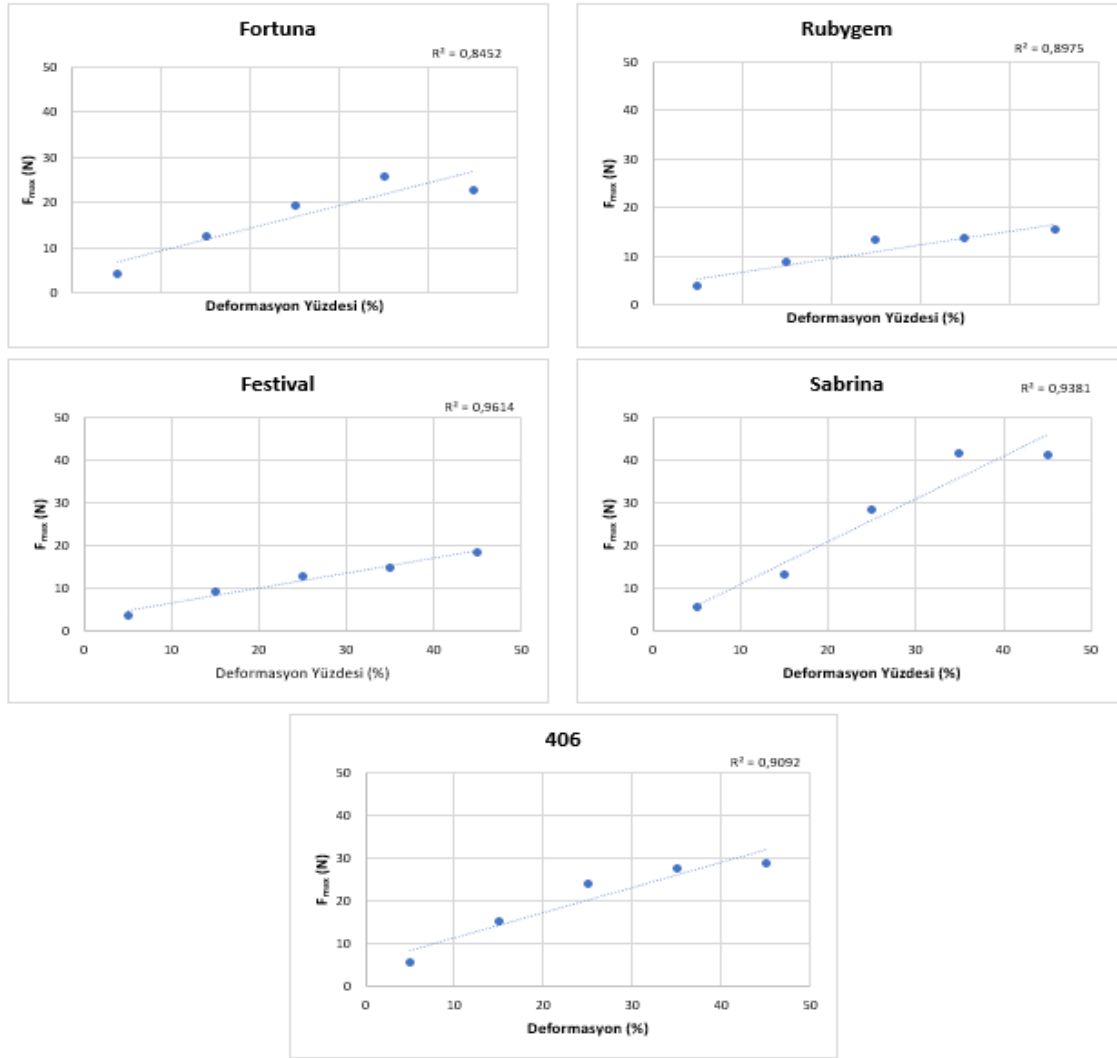 Fortuna
R² = 0,8452
50
40
30
20
10
0
Fmax (N)
Deformasyon Yüzdesi (%)
Rubygem
R² = 0,8975
50
40
30
20
10
0
Fmax (N)
Deformasyon Yüzdesi (%)
Festival
R² = 0,9614
50
40
30
20
10
0
Fmax (N)
0 10 20 30 40 50
Deformasyon Yüzdesi (%)
Sabrina
R² = 0,9381
50
40
30
20
10
0
Fmax (N)
0 10 20 30 40 50
Deformasyon Yüzdesi (%)
406
R² = 0,9092
50
40
30
20
10
0
Fmax (N)
0 10 20 30 40 50
Deformasyon (%)